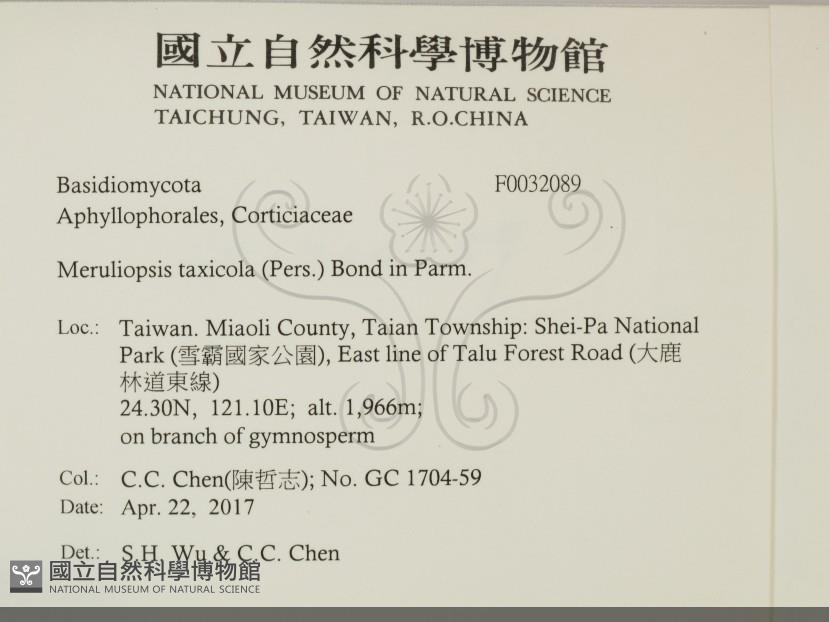 國立自然科學博物館
NATIONAL MUSEUM OF NATURAL SCIENCE
TAICHUNG, TAIWAN, R.O.CHINA
Basidiomycota F0032089
Aphyllophorales, Corticiaceae
Meruliopsis taxicola (Pers.) Bond in Parm.
Loc.: Taiwan. Miaoli County, Taian Township: Shei-Pa National
Park (雪霸國家公園), East line of Talu Forest Road (大鹿
林道東線)
24.30N, 121.10E; alt. 1,966m;
on branch of gymnosperm
Col.: C.C. Chen(陳哲志); No. GC 1704-59
Date: Apr. 22, 2017
Det.: S.H. Wu & C.C. Chen
國立自然科學博物館
NATIONAL MUSEUM OF NATURAL SCIENCE